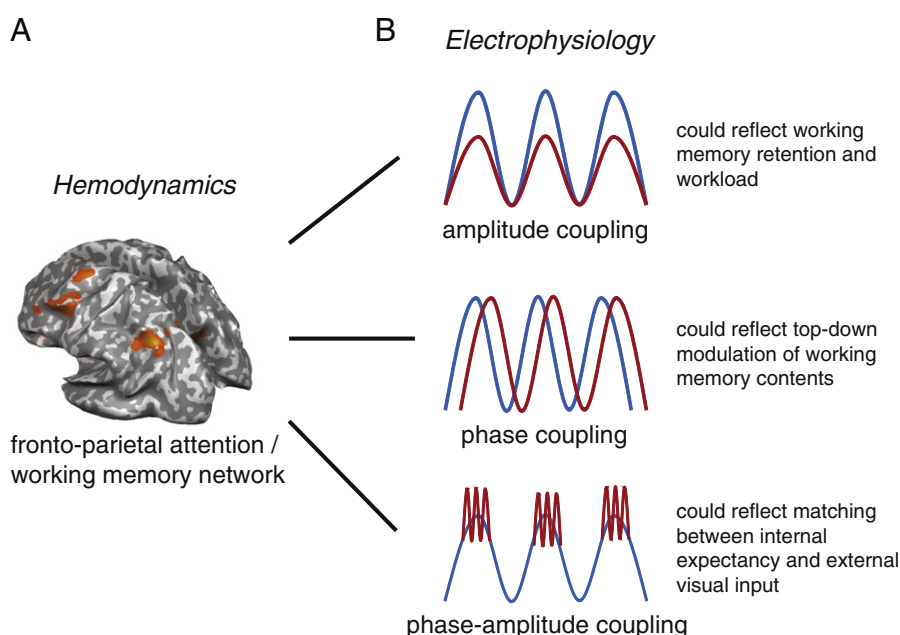 A
B
Electrophysiology
Hemodynamics
fronto-parietal attention /
working memory network
amplitude coupling
could reflect working
memory retention and
workload
phase coupling
could reflect top-down
modulation of working
memory contents
phase-amplitude coupling
could reflect matching
between internal
expectancy and external
visual input